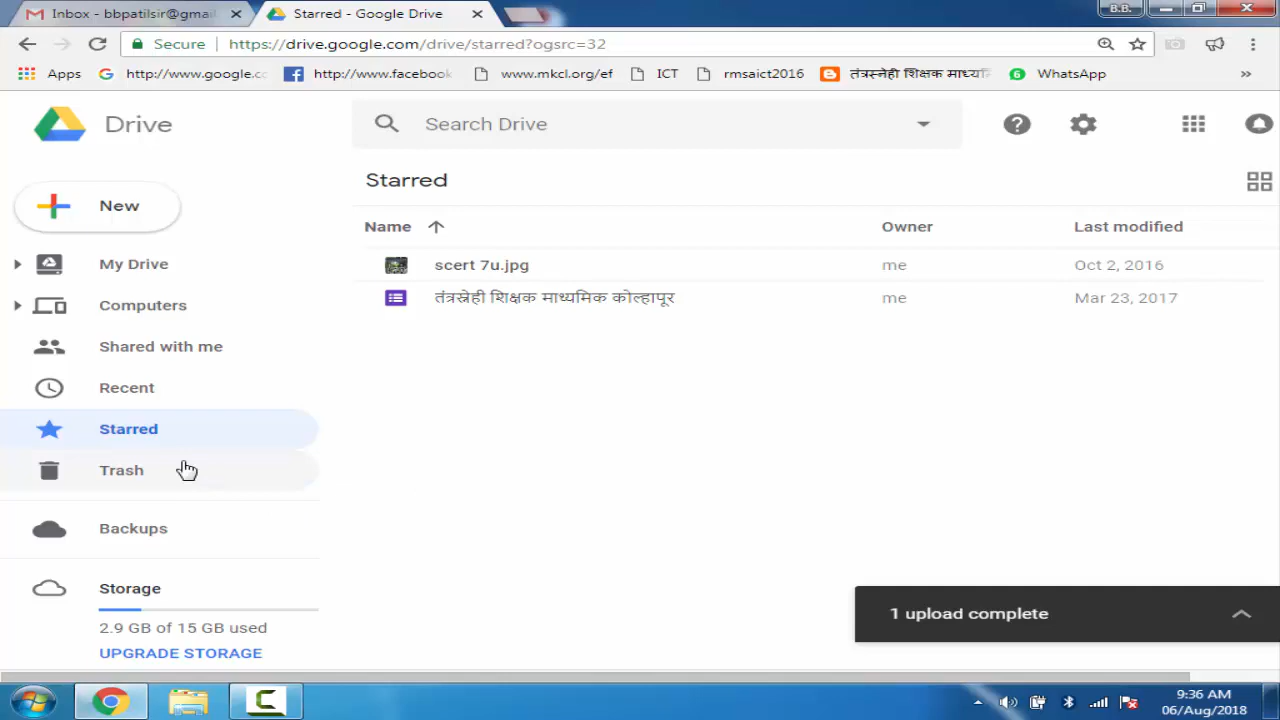 Inbox - bbpatilsir@gmai
Starred - Google Drive
B.B.
Secure
https://drive.google.com/drive/starred?ogsrc=32
Apps
http://www.google.co
http://www.facebook
www.mkcl.org/ef
ICT
rmsaict2016
तंत्रस्नेही शिक्षक माध्यमि
6
WhatsApp
»
Drive
Search Drive
New
Starred
Name
Owner
Last modified
My Drive
scert 7u.jpg
me
Oct 2, 2016
Computers
तंत्रस्नेही शिक्षक माध्यमिक कोल्हापूर
me
Mar 23, 2017
Shared with me
Recent
Starred
Trash
Backups
Storage
2.9 GB of 15 GB used
UPGRADE STORAGE
1 upload complete
9:36 AM
06/Aug/2018